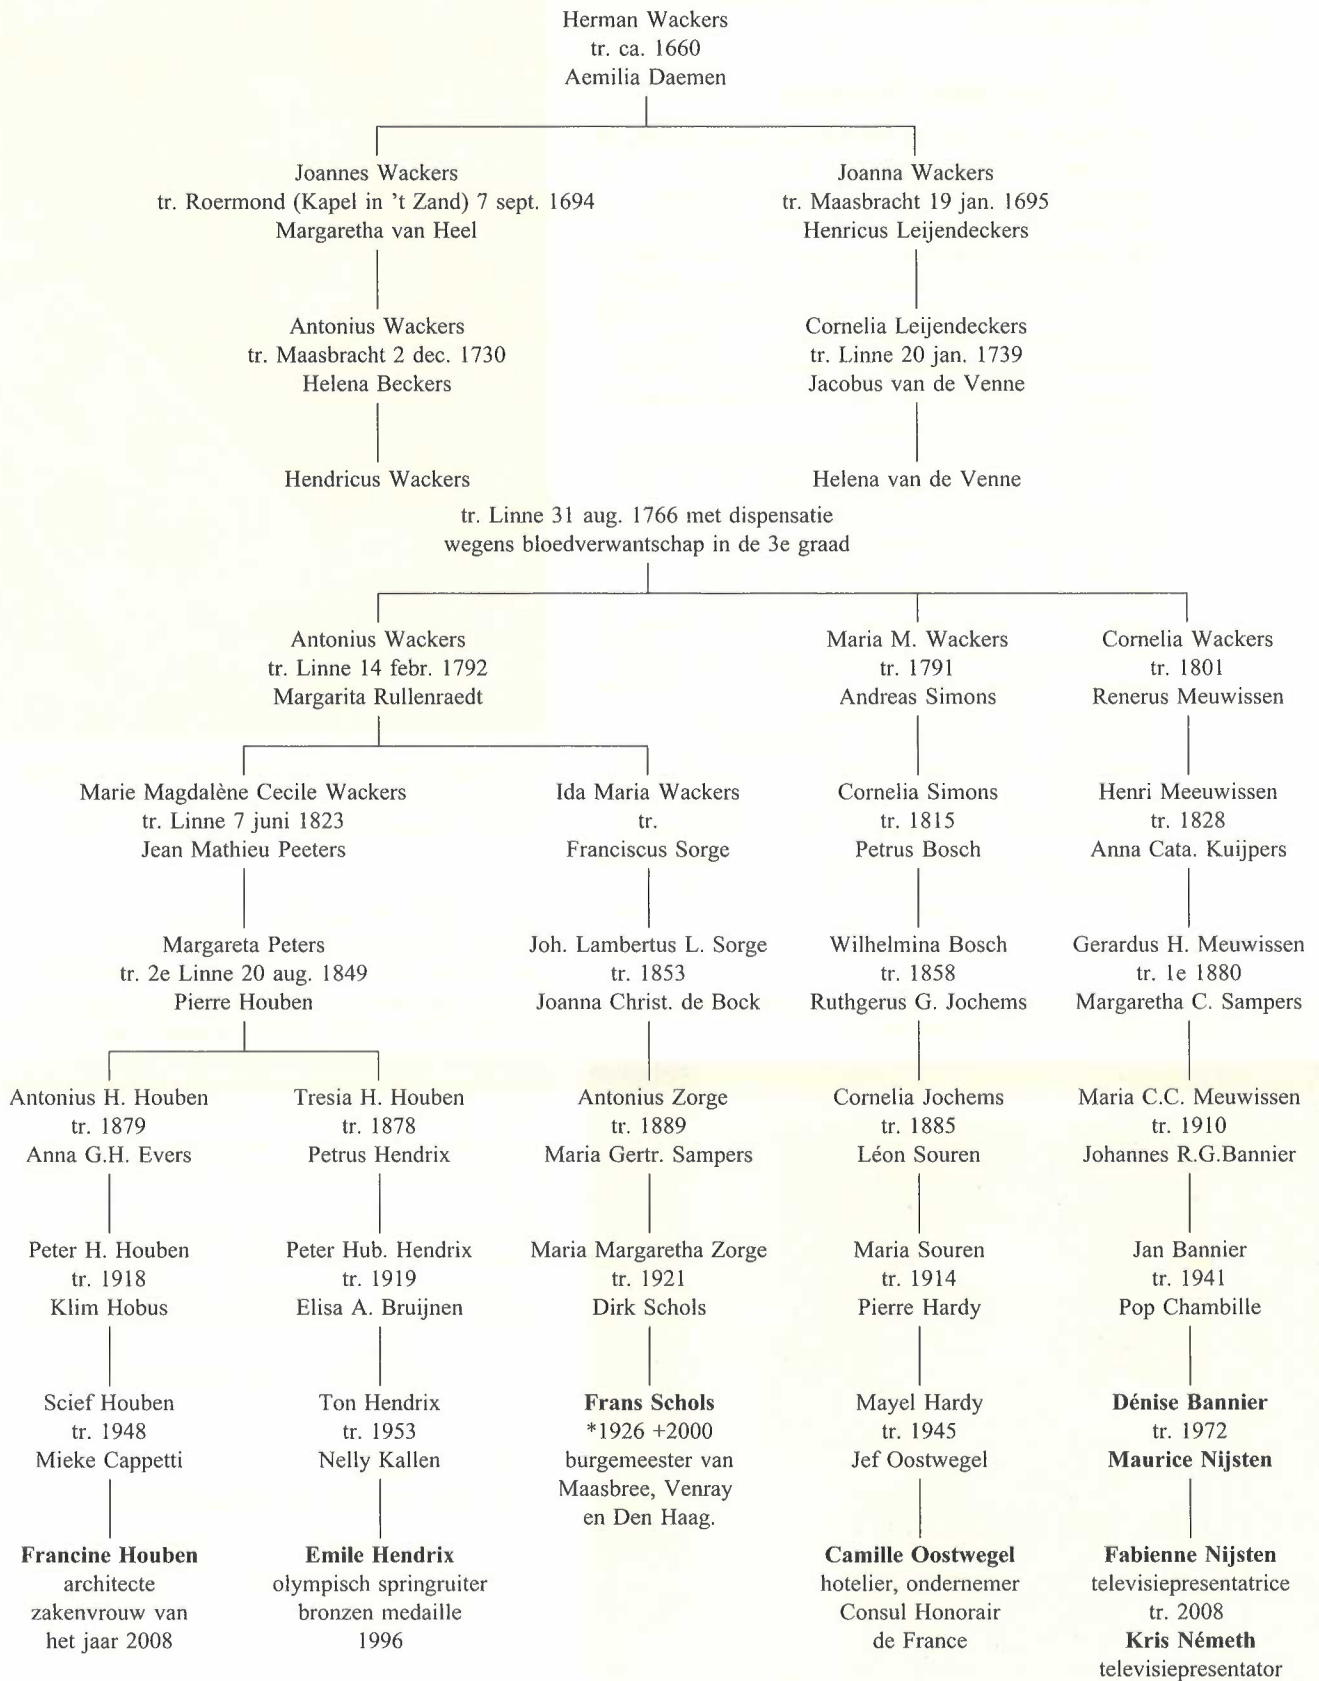 Herman Wackers
tr. ca. 1660
Aemilia Daemen
Joannes Wackers
tr. Roermond (Kapel in 't Zand) 7 sept. 1694
Margaretha van Heel
Joanna Wackers
tr. Maasbracht 19 jan. 1695
Henricus Leijendeckers
Antonius Wackers
tr. Maasbracht 2 dec. 1730
Helena Beckers
Cornelia Leijendeckers
tr. Linne 20 jan. 1739
Jacobus van de Venne
Hendricus Wackers
Helena van de Venne
tr. Linne 31 aug. 1766 met dispensatie
wegens bloedverwantschap in de 3e graad
Antonius Wackers
tr. Linne 14 febr. 1792
Margarita Rullenraedt
Maria M. Wackers
tr. 1791
Andreas Simons
Cornelia Wackers
tr. 1801
Renerus Meuwissen
Marie Magdalène Cecile Wackers
tr. Linne 7 juni 1823
Jean Mathieu Peeters
Ida Maria Wackers
tr.
Franciscus Sorge
Cornelia Simons
tr. 1815
Petrus Bosch
Henri Meeuwissen
tr. 1828
Anna Cata. Kuijpers
Margareta Peters
tr. 2e Linne 20 aug. 1849
Pierre Houben
Joh. Lambertus L. Sorge
tr. 1853
Joanna Christ. de Bock
Wilhelmina Bosch
tr. 1858
Ruthgerus G. Jochems
Gerardus H. Meuwissen
tr. 1e 1880
Margaretha C. Sampers
Antonius H. Houben
tr. 1879
Anna G.H. Evers
Tresia H. Houben
tr. 1878
Petrus Hendrix
Antonius Zorge
tr. 1889
Maria Gertr. Sampers
Cornelia Jochems
tr. 1885
Léon Souren
Maria C.C. Meuwissen
tr. 1910
Johannes R.G.Bannier
Peter H. Houben
tr. 1918
Klim Hobus
Peter Hub. Hendrix
tr. 1919
Elisa A. Bruijnen
Maria Margaretha Zorge
tr. 1921
Dirk Schols
Maria Souren
tr. 1914
Pierre Hardy
Jan Bannier
tr. 1941
Pop Chambille
Scief Houben
tr. 1948
Mieke Cappetti
Ton Hendrix
tr. 1953
Nelly Kallen
Frans Schols
*1926 +2000
burgemeester van
Maasbree, Venray
en Den Haag.
Mayel Hardy
tr. 1945
Jef Oostwegel
Dénise Bannier
tr. 1972
Maurice Nijsten
Francine Houben
architecte
zakenvrouw van
het jaar 2008
Emile Hendrix
olympisch springruiter
bronzen medaille
1996
Camille Oostwegel
hotelier, ondernemer
Consul Honorair
de France
Fabienne Nijsten
televisiepresentatrice
tr. 2008
Kris Németh
televisiepresentator